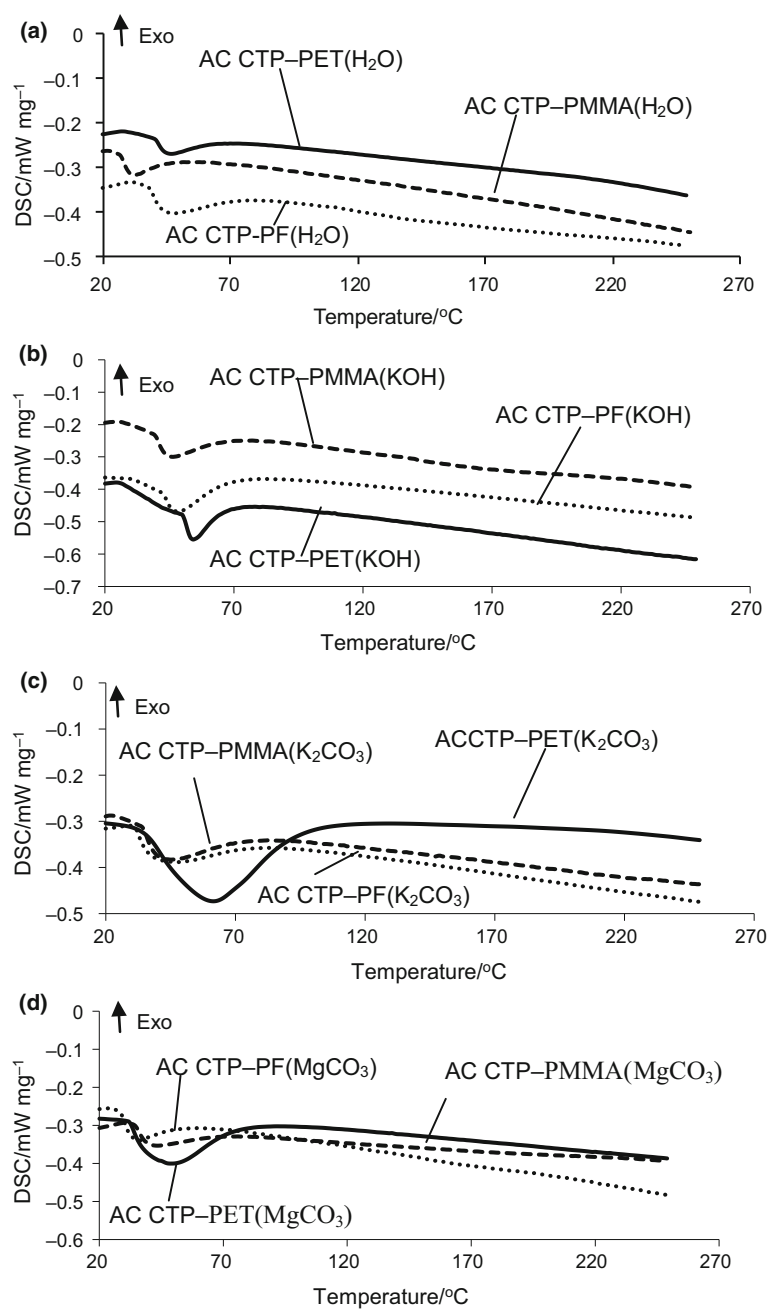 (a)
Exo
AC CTP–PET(H₂O)
AC CTP–PMMA(H₂O)
AC CTP-PF(H₂O)
DSC/mW mg⁻¹
0
–0.1
–0.2
–0.3
–0.4
–0.5
20 70 120 170 220 270
Temperature/°C
(b)
Exo
AC CTP–PMMA(KOH)
AC CTP–PF(KOH)
AC CTP–PET(KOH)
DSC/mW mg⁻¹
0
–0.1
–0.2
–0.3
–0.4
–0.5
–0.6
–0.7
20 70 120 170 220 270
Temperature/°C
(c)
Exo
AC CTP–PMMA(K₂CO₃)
ACCTP–PET(K₂CO₃)
AC CTP–PF(K₂CO₃)
DSC/mW mg⁻¹
0
–0.1
–0.2
–0.3
–0.4
–0.5
20 70 120 170 220 270
Temperature/°C
(d)
Exo
AC CTP–PF(MgCO₃)
AC CTP–PMMA(MgCO₃)
AC CTP–PET(MgCO₃)
DSC/mW mg⁻¹
0
–0.1
–0.2
–0.3
–0.4
–0.5
–0.6
20 70 120 170 220 270
Temperature/°C